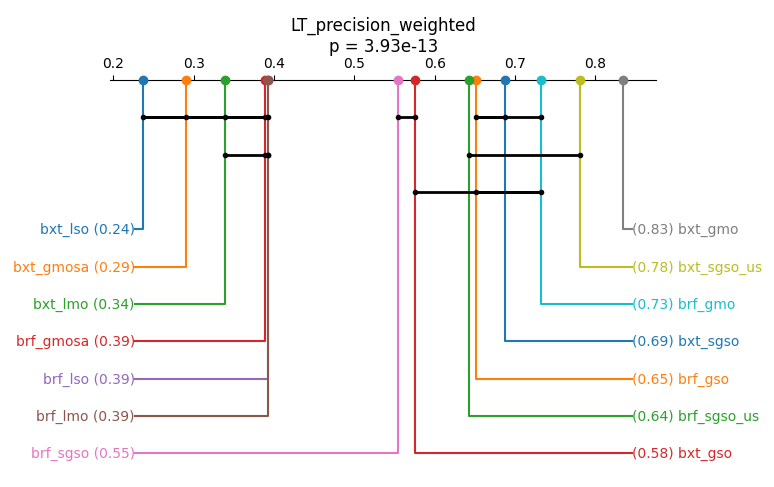 LT_precision_weighted
p = 3.93e-13
0.2 0.3 0.4 0.5 0.6 0.7 0.8
bxt_lso (0.24) (0.83) bxt_gmo
bxt_gmosa (0.29) (0.78) bxt_sgso_us
bxt_lmo (0.34) (0.73) brf_gmo
brf_gmosa (0.39) (0.69) bxt_sgso
brf_lso (0.39) (0.65) brf_gso
brf_lmo (0.39) (0.64) brf_sgso_us
brf_sgso (0.55) (0.58) bxt_gso